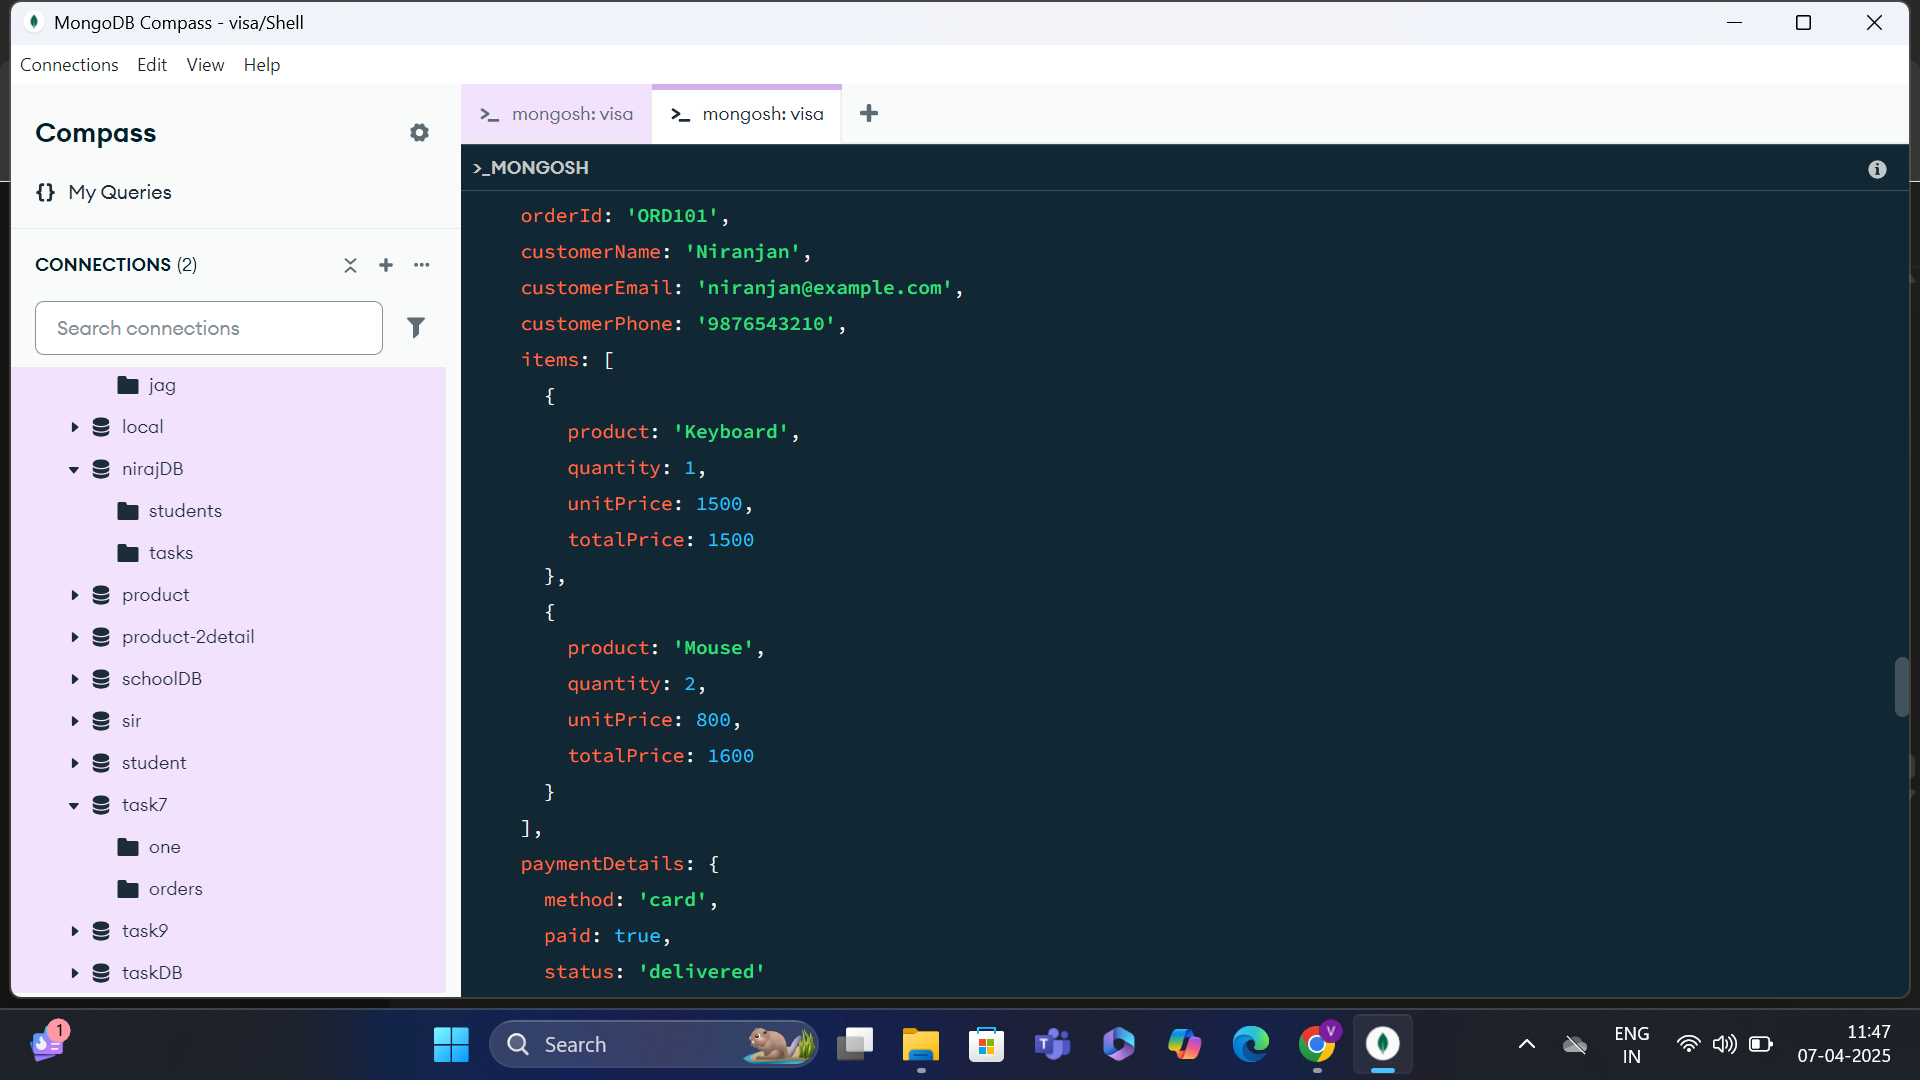 MongoDB Compass - visa/Shell
Connections Edit View Help
Compass
{} My Queries
CONNECTIONS (2)
Search connections
jag
local
nirajDB
students
tasks
product
product-2detail
schoolDB
sir
student
task7
one
orders
task9
taskDB
>_ mongosh: visa
>_ mongosh: visa
>_MONGOSH
orderId: 'ORD101',
customerName: 'Niranjan',
customerEmail: 'niranjan@example.com',
customerPhone: '9876543210',
items: [
{
product: 'Keyboard',
quantity: 1,
unitPrice: 1500,
totalPrice: 1500
},
{
product: 'Mouse',
quantity: 2,
unitPrice: 800,
totalPrice: 1600
}
],
paymentDetails: {
method: 'card',
paid: true,
status: 'delivered'
1
Search
V
ENG
IN
11:47
07-04-2025